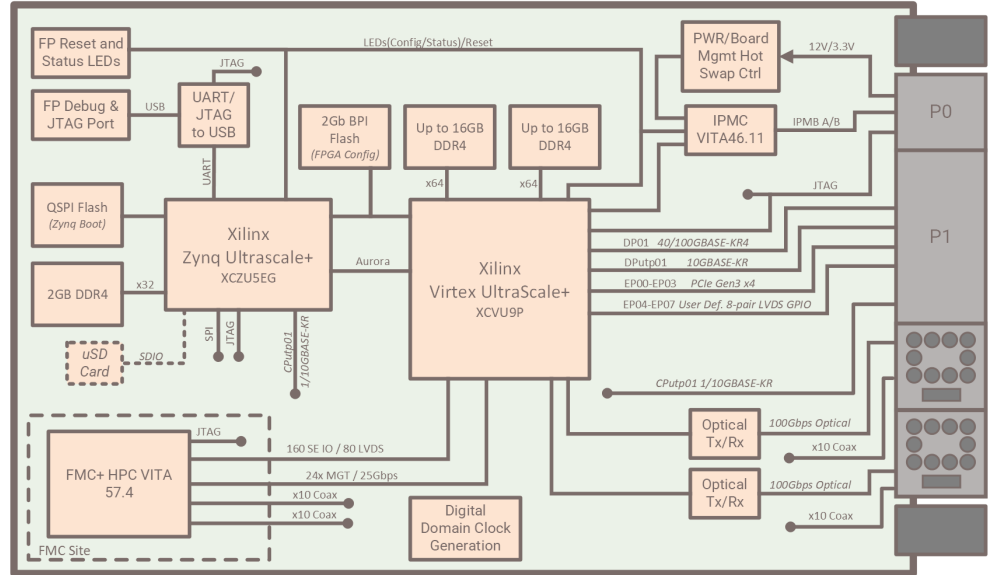 FP Reset and
Status LEDs
LEDs(Config/Status)/Reset
PWR/Board
Mgmt Hot
Swap Ctrl
12V/3.3V
P0
JTAG
FP Debug &
JTAG Port
USB
UART/
JTAG
to USB
2Gb BPI
Flash
(FPGA Config)
Up to 16GB
DDR4
Up to 16GB
DDR4
IPMC
VITA46.11
IPMB A/B
UART
x64
x64
JTAG
QSPI Flash
(Zynq Boot)
Xilinx
Zynq Ultrascale+
XCZU5EG
Aurora
Xilinx
Virtex UltraScale+
XCVU9P
P1
DP01 40/100GBASE-KR4
DPutp01 10GBASE-KR
EP00-EP03 PCIe Gen3 x4
EP04-EP07 User Def. 8-pair LVDS GPIO
2GB DDR4
x32
uSD
Card
SDIO
SPI
JTAG
CPutp01
1/10GBASE-KR
CPutp01 1/10GBASE-KR
Optical
Tx/Rx
100Gbps Optical
x10 Coax
Optical
Tx/Rx
100Gbps Optical
x10 Coax
FMC+ HPC VITA
57.4
JTAG
160 SE IO / 80 LVDS
24x MGT / 25Gbps
x10 Coax
x10 Coax
FMC Site
Digital
Domain Clock
Generation